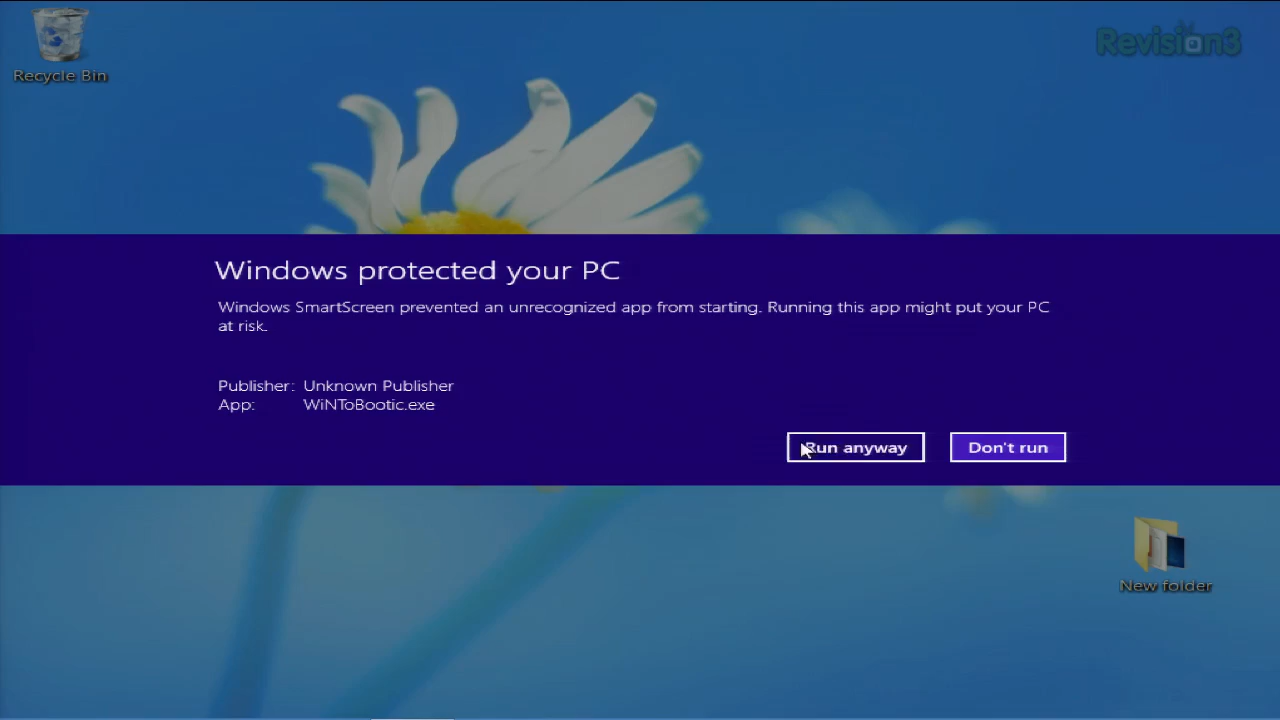 Recycle Bin
Revision3
Windows protected your PC
Windows SmartScreen prevented an unrecognized app from starting. Running this app might put your PC
at risk.
Publisher: Unknown Publisher
App: WiNToBootic.exe
Run anyway
Don't run
New folder